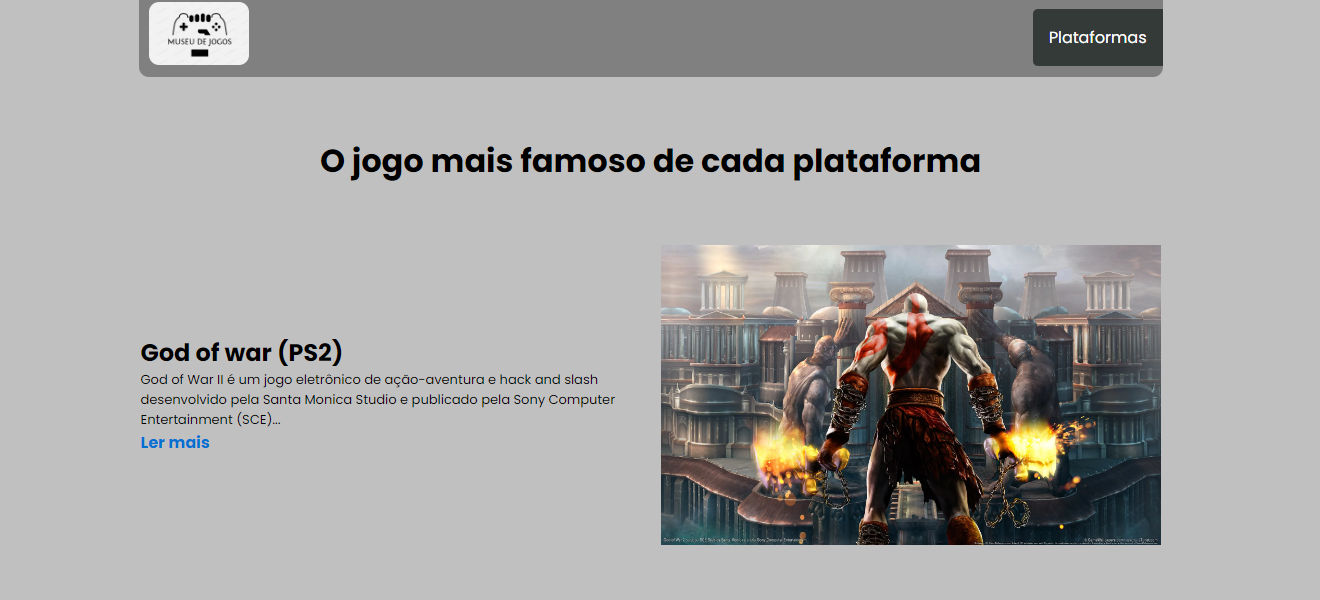 MUSEU DE JOGOS
Plataformas
O jogo mais famoso de cada plataforma
God of war (PS2)
God of War II é um jogo eletrônico de ação-aventura e hack and slash
desenvolvido pela Santa Monica Studio e publicado pela Sony Computer
Entertainment (SCE)...
Ler mais